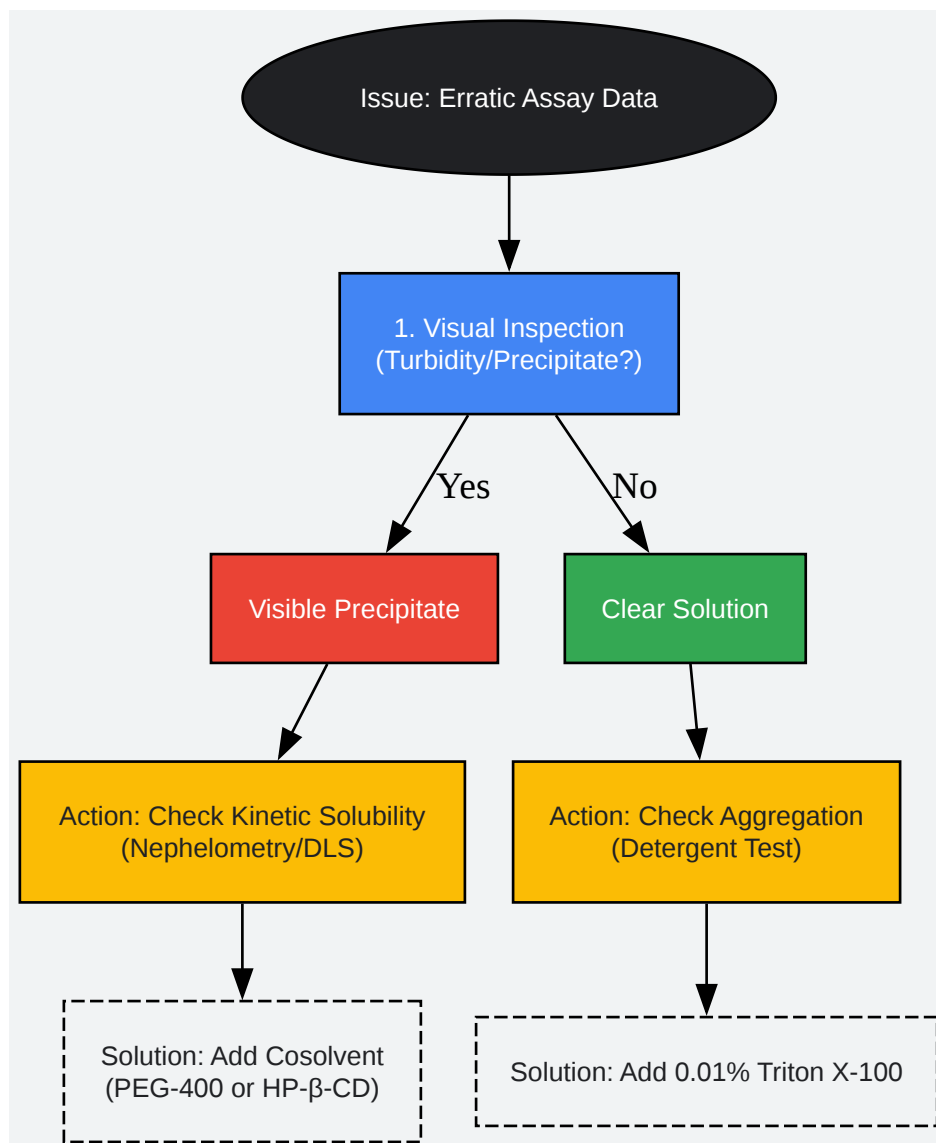 Issue: Erratic Assay Data
1. Visual Inspection
(Turbidity/Precipitate?)
Yes
No
Visible Precipitate
Clear Solution
Action: Check Kinetic Solubility
(Nephelometry/DLS)
Action: Check Aggregation
(Detergent Test)
Solution: Add Cosolvent
(PEG-400 or HP-β-CD)
Solution: Add 0.01% Triton X-100